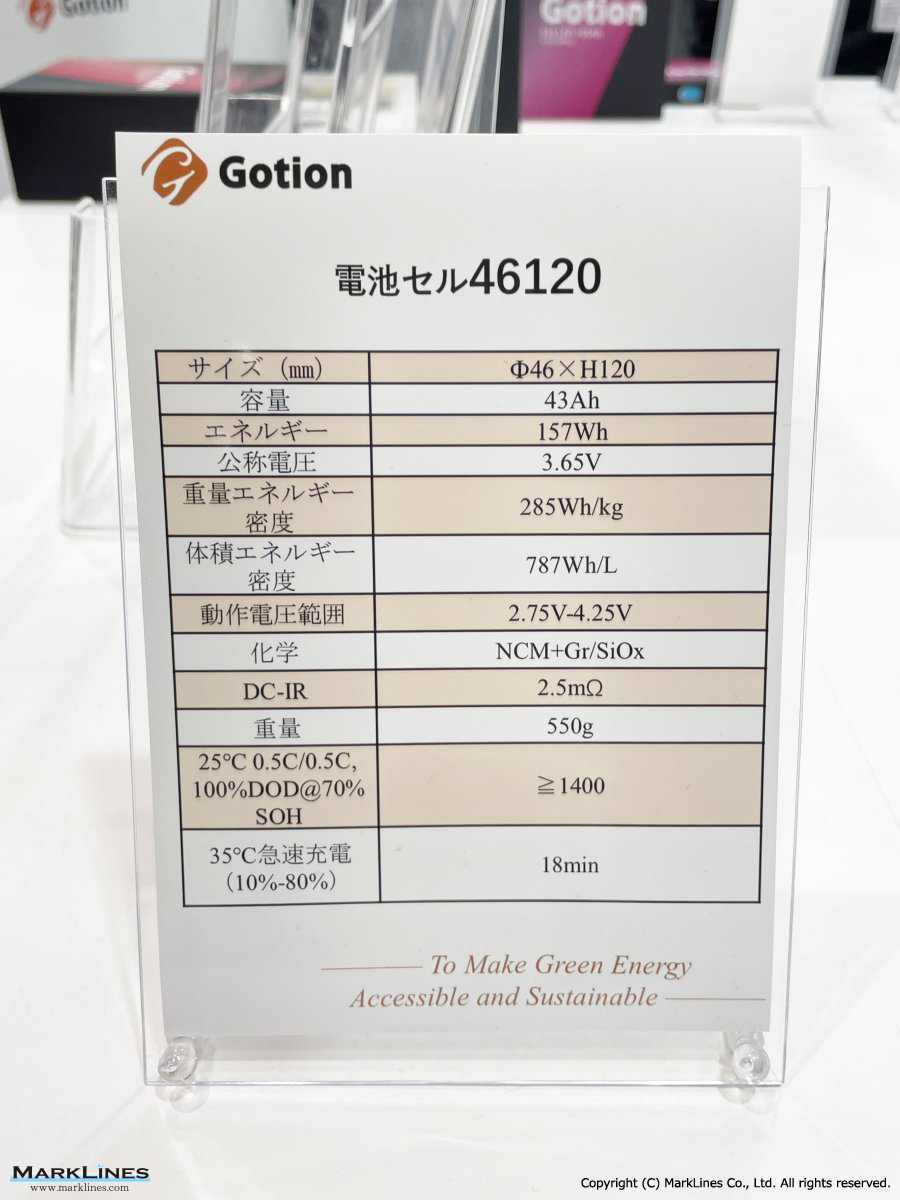 Gotion
Gotion
Gotion
Gotion
電池セル46120
サイズ（㎜）
Φ46×H120
容量
43Ah
エネルギー
157Wh
公称電圧
3.65V
重量エネルギー
密度
285Wh/kg
体積エネルギー
密度
787Wh/L
動作電圧範囲
2.75V-4.25V
化学
NCM+Gr/SiOx
DC-IR
2.5mΩ
重量
550g
25℃ 0.5C/0.5C,
100%DOD@70%
SOH
≧1400
35℃急速充電
（10%-80%）
18min
To Make Green Energy
Accessible and Sustainable
MARKLINES
www.marklines.com
Copyright (C) MarkLines Co., Ltd. All rights reserved.